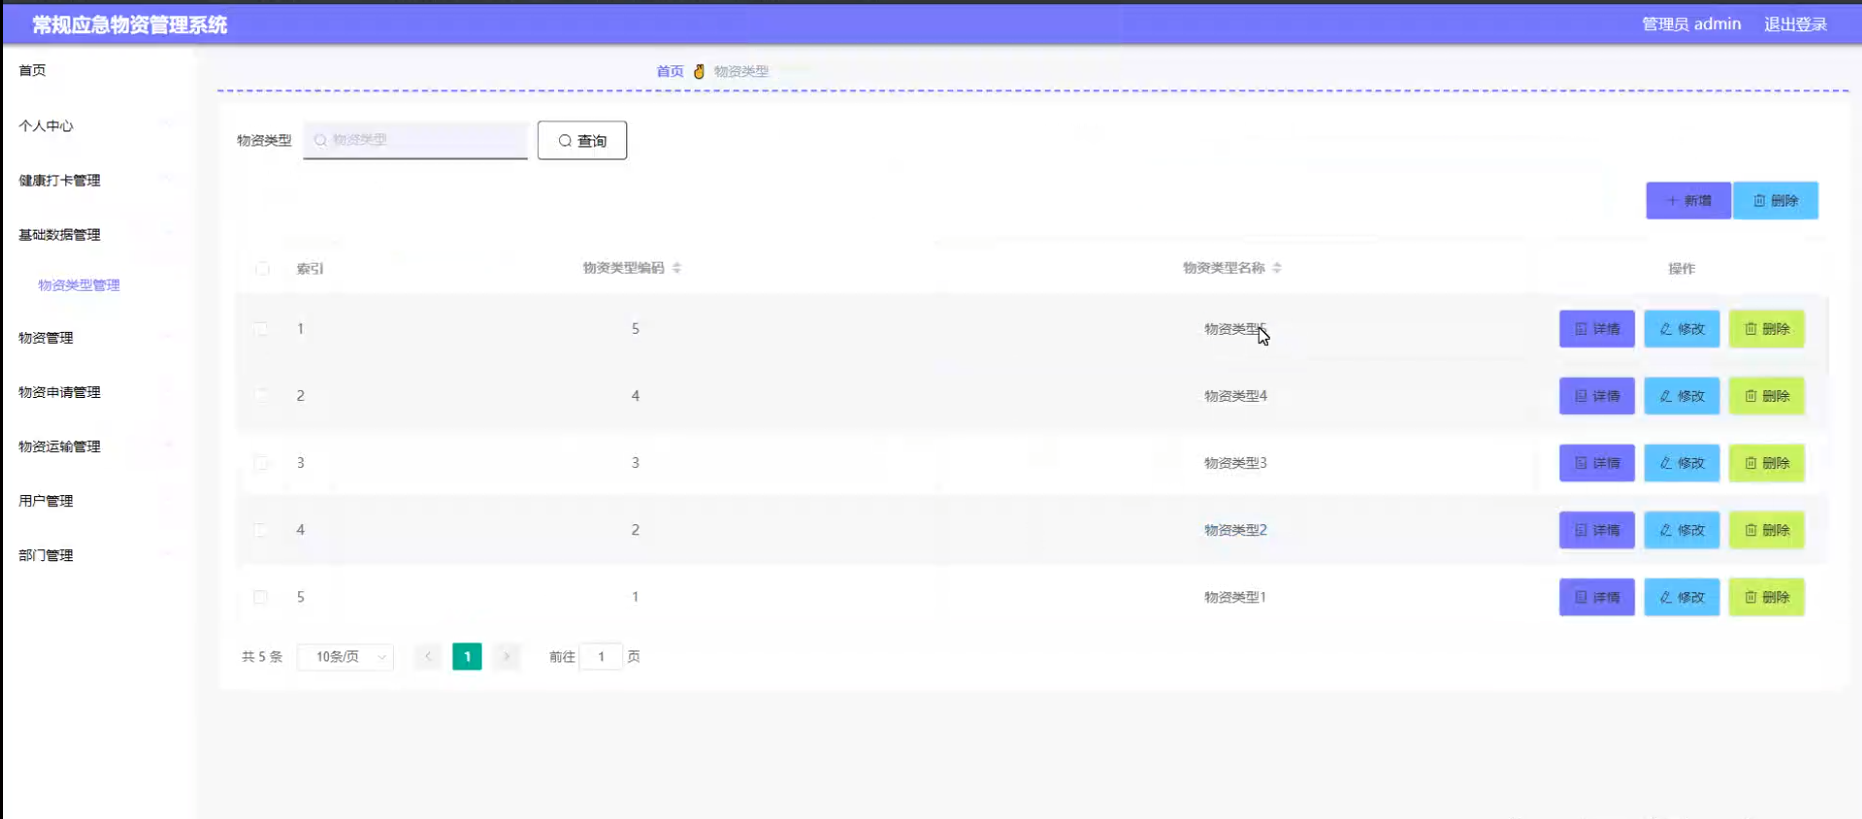 常规应急物资管理系统 管理员 admin 退出登录
首页
个人中心
健康打卡管理
基础数据管理
物资类型管理
物资管理
物资申请管理
物资运输管理
用户管理
部门管理
首页 物资类型
物资类型 物资类型 查询
新增 删除
索引 物资类型编码 物资类型名称 操作
1 5 物资类型5 详情 修改 删除
2 4 物资类型4 详情 修改 删除
3 3 物资类型3 详情 修改 删除
4 2 物资类型2 详情 修改 删除
5 1 物资类型1 详情 修改 删除
共 5 条 10条/页 1 前往 1 页